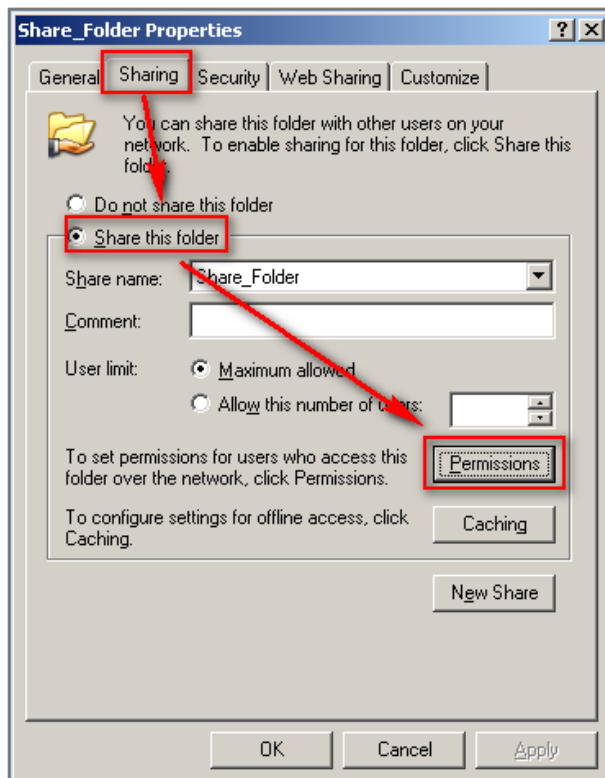 Share_Folder Properties
General Sharing Security Web Sharing Customize
You can share this folder with other users on your
network. To enable sharing for this folder, click Share this
folder.
Do not share this folder
Share this folder
Share name: Share_Folder
Comment:
User limit: Maximum allowed
Allow this number of users:
To set permissions for users who access this
folder over the network, click Permissions.
Permissions
To configure settings for offline access, click
Caching.
Caching
New Share
OK Cancel Apply